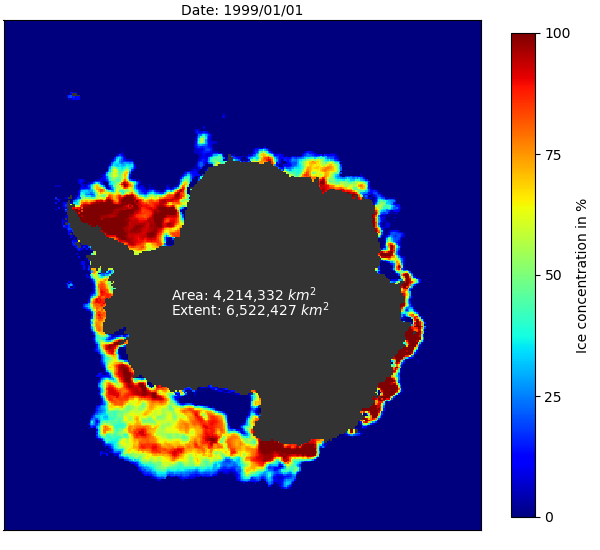 Date: 1999/01/01
100
75
50
25
0
Ice concentration in %
Area: 4,214,332 km²
Extent: 6,522,427 km²